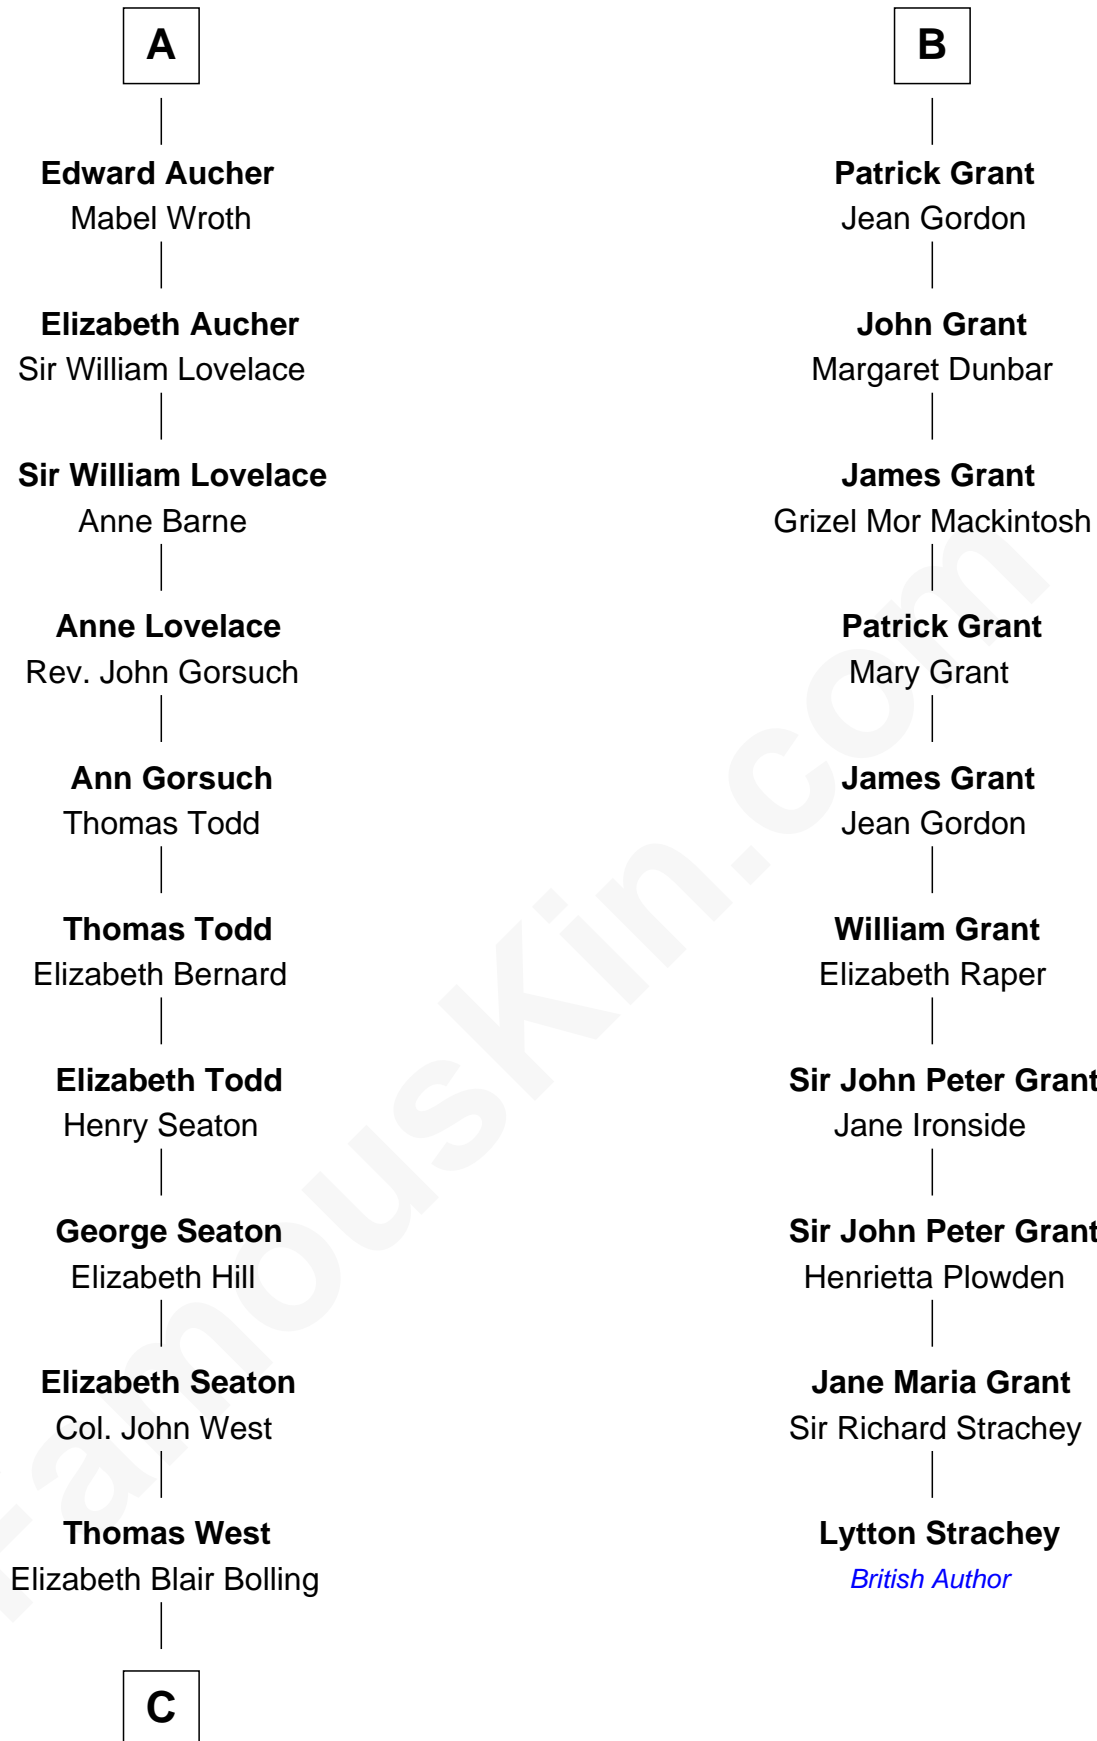 A
Edward Aucher
Mabel Wroth
Elizabeth Aucher
Sir William Lovelace
Sir William Lovelace
Anne Barne
Anne Lovelace
Rev. John Gorsuch
Ann Gorsuch
Thomas Todd
Thomas Todd
Elizabeth Bernard
Elizabeth Todd
Henry Seaton
George Seaton
Elizabeth Hill
Elizabeth Seaton
Col. John West
Thomas West
Elizabeth Blair Bolling
C
B
Patrick Grant
Jean Gordon
John Grant
Margaret Dunbar
James Grant
Grizel Mor Mackintosh
Patrick Grant
Mary Grant
James Grant
Jean Gordon
William Grant
Elizabeth Raper
Sir John Peter Grant
Jane Ironside
Sir John Peter Grant
Henrietta Plowden
Jane Maria Grant
Sir Richard Strachey
Lytton Strachey
British Author
FamousKin.com